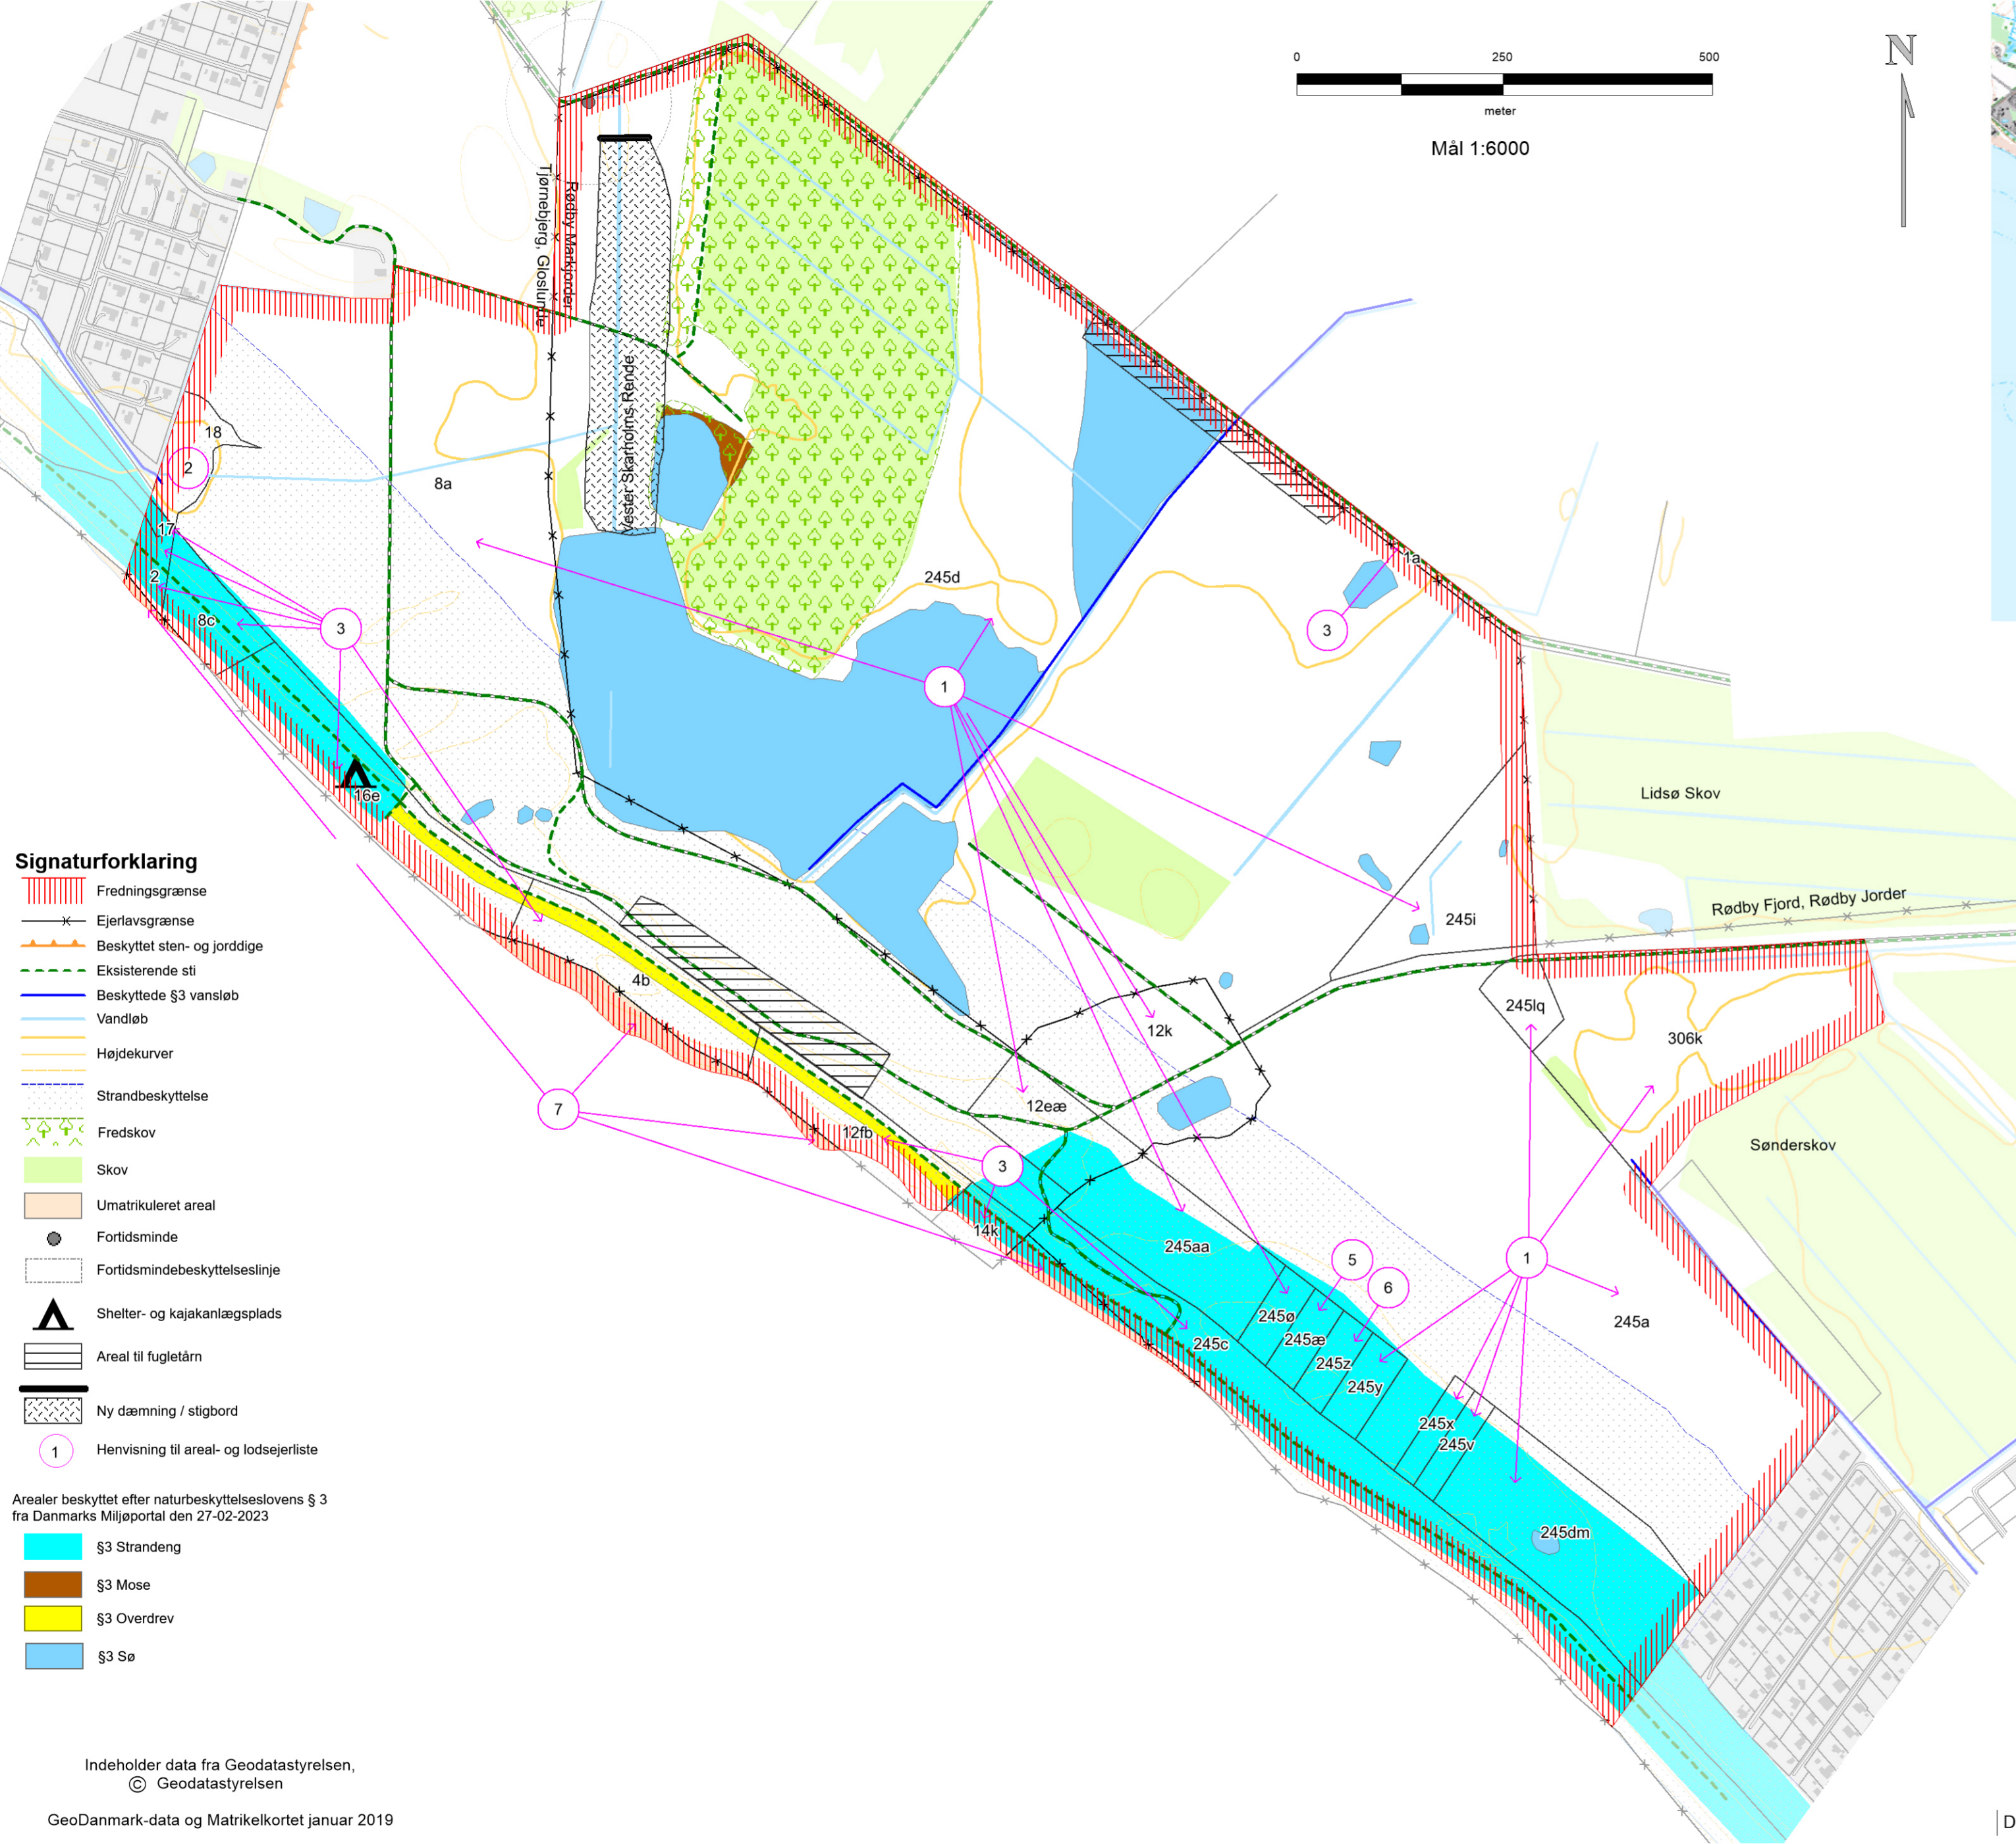 0 250 500
meter
Mål 1:6000
N
Rødby Markjorder
Tjørnebjerg, Gloslunde
Vester Skarholms Rende
18
2
8a
17
2
8c
3
245d
1
1a
3
16e
Lidsø Skov
Rødby Fjord, Rødby Jorder
245i
4b
245lq
306k
12k
12eæ
7
12fb
3
14k
Sønderskov
245aa
5
6
1
245ø
245æ
245z
245y
245c
245a
245x
245v
245dm
Signaturforklaring
Fredningsgrænse
Ejerlavsgrænse
Beskyttet sten- og jorddige
Eksisterende sti
Beskyttede §3 vansløb
Vandløb
Højdekurver
Strandbeskyttelse
Fredskov
Skov
Umatrikuleret areal
Fortidsminde
Fortidsmindebeskyttelseslinje
Shelter- og kajakanlægsplads
Areal til fugletårn
Ny dæmning / stigbord
1 Henvisning til areal- og lodsejerliste
Arealer beskyttet efter naturbeskyttelseslovens § 3
fra Danmarks Miljøportal den 27-02-2023
§3 Strandeng
§3 Mose
§3 Overdrev
§3 Sø
Indeholder data fra Geodatastyrelsen,
© Geodatastyrelsen
GeoDanmark-data og Matrikelkortet januar 2019
D